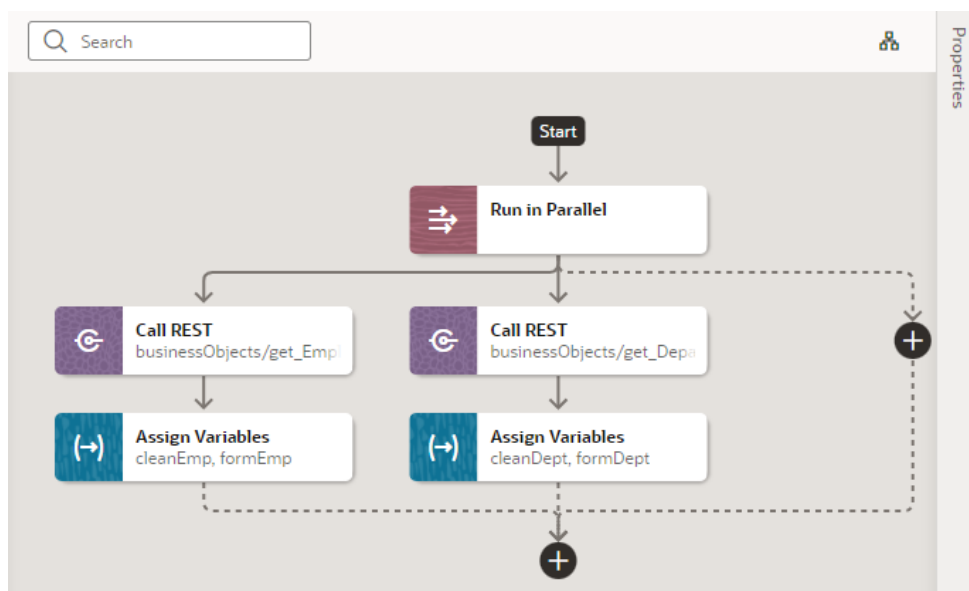 Search
Properties
Start
Run in Parallel
Call REST
businessObjects/get_Empl
Call REST
businessObjects/get_Depa
Assign Variables
cleanEmp, formEmp
Assign Variables
cleanDept, formDept